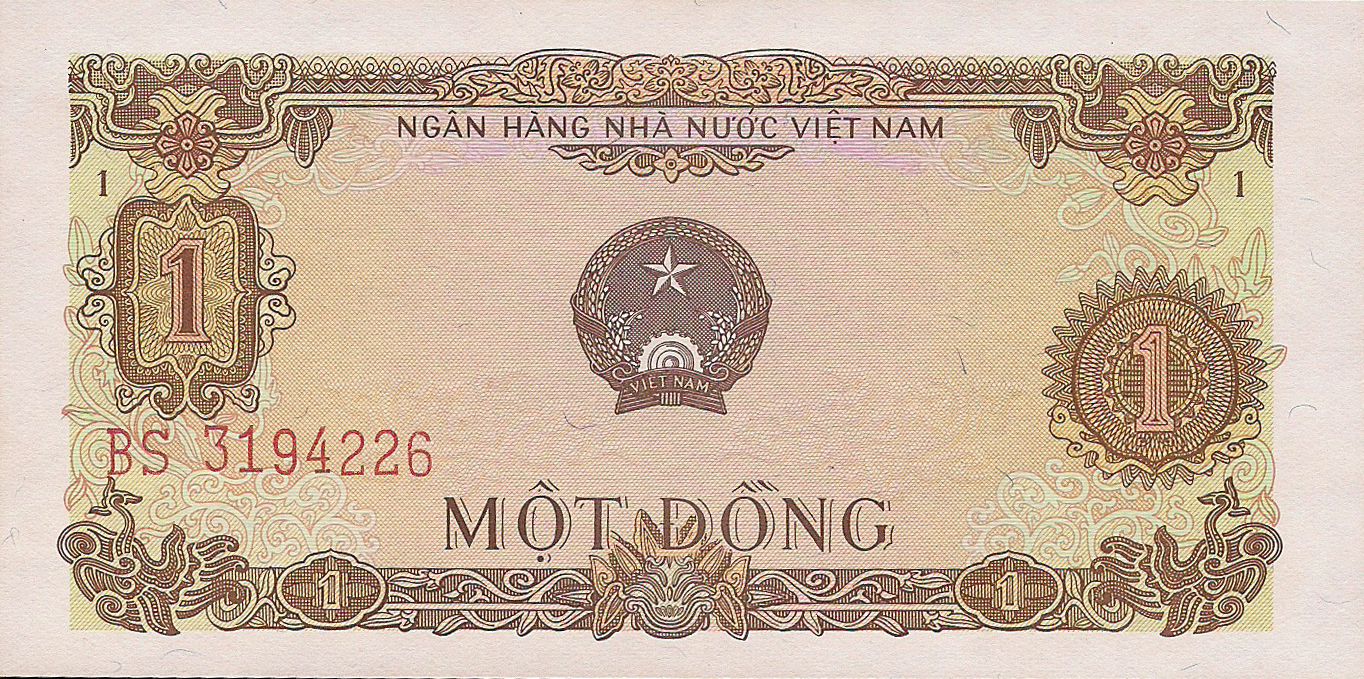 NGÂN HÀNG NHÀ NƯỚC VIỆT NAM
1
1
1
1
VIỆT NAM
BS 3194226
MỘT ĐỒNG
1
1